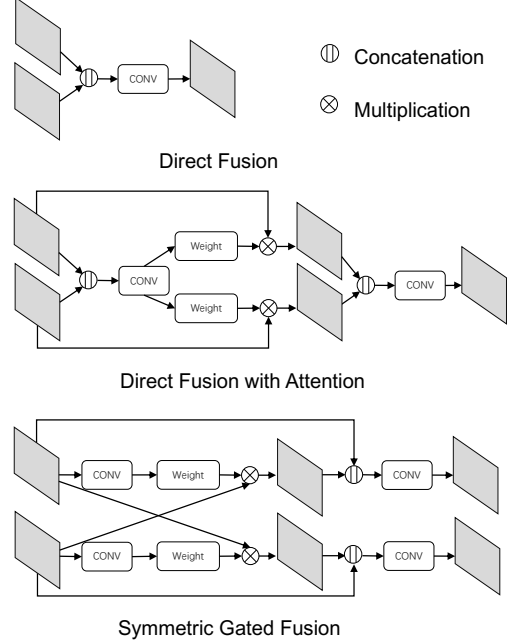 CONV
Concatenation
Multiplication
Direct Fusion
Weight
CONV
Weight
CONV
Direct Fusion with Attention
CONV Weight CONV
CONV Weight CONV
Symmetric Gated Fusion